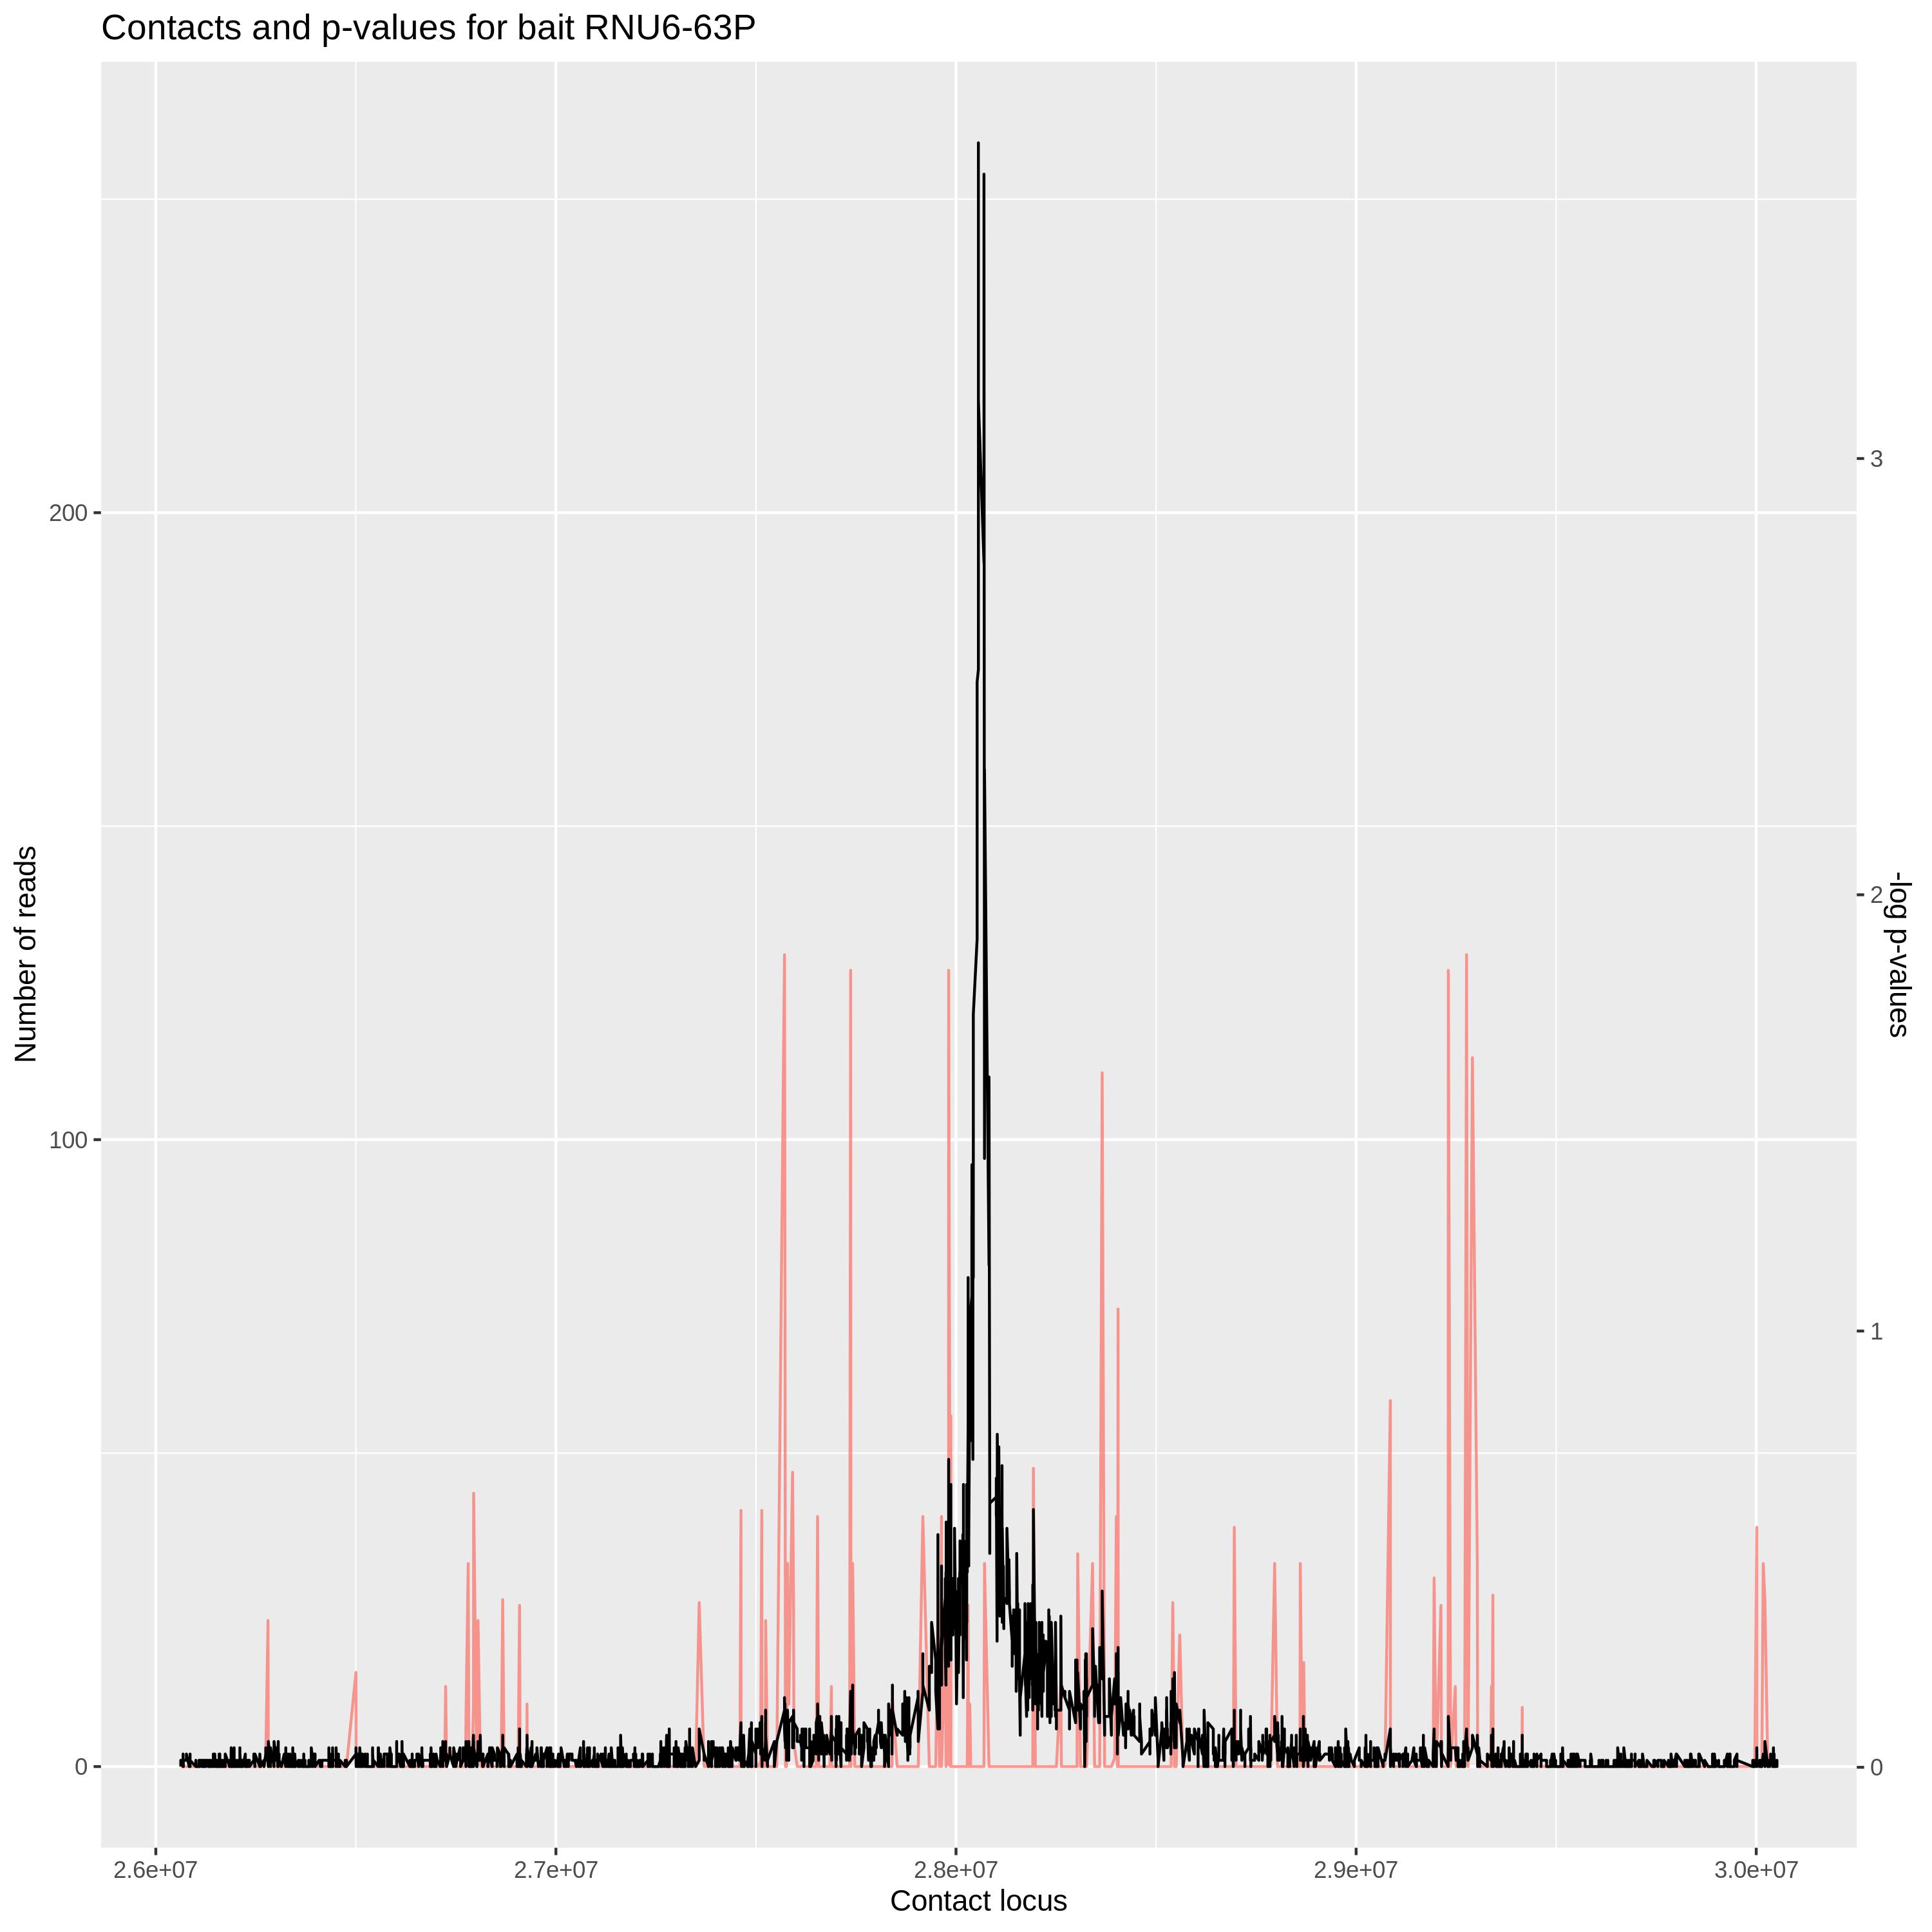 Contacts and p-values for bait RNU6-63P
Number of reads
200
100
0
3
2
1
0
-log p-values
2.6e+07 2.7e+07 2.8e+07 2.9e+07 3.0e+07
Contact locus